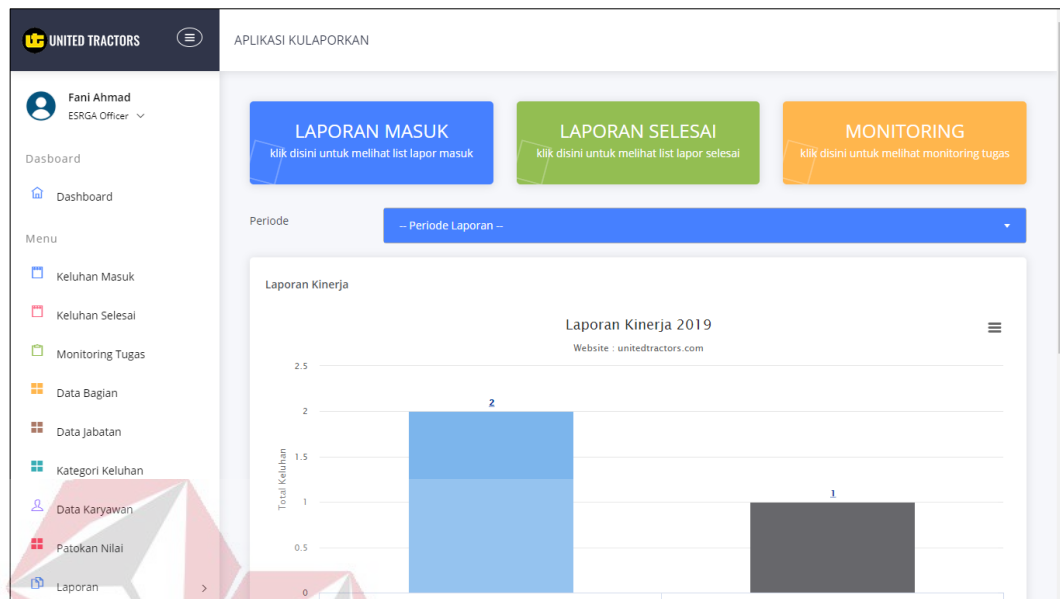 UNITED TRACTORS
APLIKASI KULAPORKAN
Fani Ahmad
ESRGA Officer
Dasboard
Dashboard
Menu
Keluhan Masuk
Keluhan Selesai
Monitoring Tugas
Data Bagian
Data Jabatan
Kategori Keluhan
Data Karyawan
Patokan Nilai
Laporan
LAPORAN MASUK
klik disini untuk melihat list lapor masuk
LAPORAN SELESAI
klik disini untuk melihat list lapor selesai
MONITORING
klik disini untuk melihat monitoring tugas
Periode
-- Periode Laporan --
Laporan Kinerja
Laporan Kinerja 2019
Website : unitedtractors.com
Total Keluhan
2.5
2
1.5
1
0.5
0
2
1